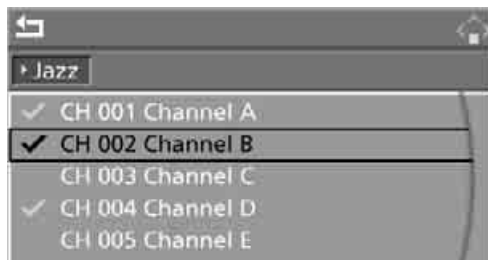 Jazz
CH 001 Channel A
CH 002 Channel B
CH 003 Channel C
CH 004 Channel D
CH 005 Channel E